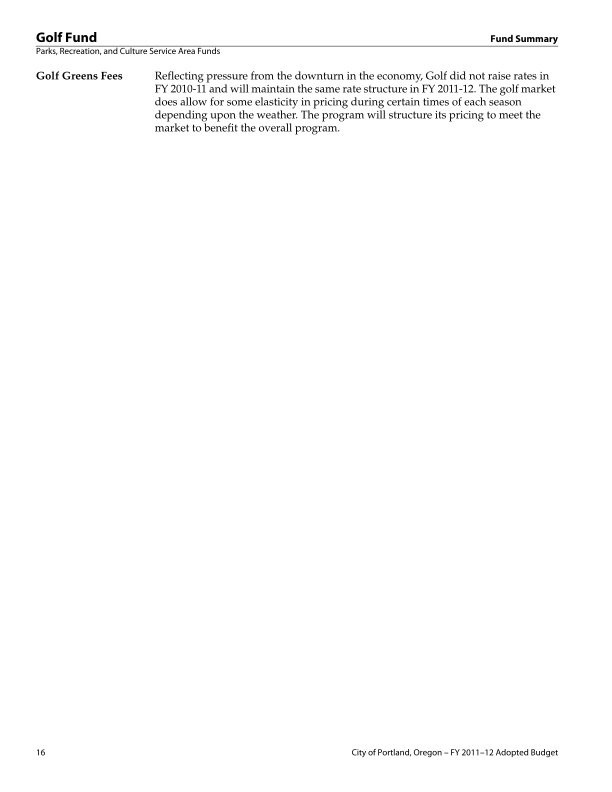 Golf Fund
Fund Summary
Parks, Recreation, and Culture Service Area Funds
Golf Greens Fees
Reflecting pressure from the downturn in the economy, Golf did not raise rates in
FY 2010-11 and will maintain the same rate structure in FY 2011-12. The golf market
does allow for some elasticity in pricing during certain times of each season
depending upon the weather. The program will structure its pricing to meet the
market to benefit the overall program.
16
City of Portland, Oregon – FY 2011–12 Adopted Budget